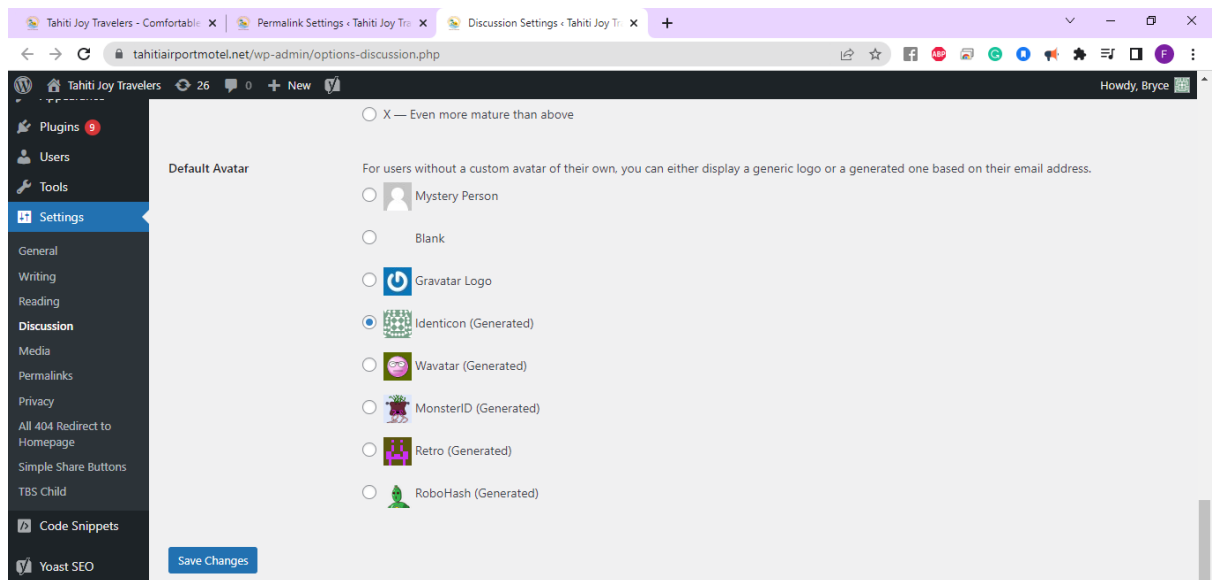 Tahiti Joy Travelers - Comfortable
Permalink Settings ‹ Tahiti Joy Tra
Discussion Settings ‹ Tahiti Joy Tr
tahitiairportmotel.net/wp-admin/options-discussion.php
ABP
G
F
Tahiti Joy Travelers
26
0
New
Howdy, Bryce
Appearance
Plugins 9
Users
Tools
Settings
General
Writing
Reading
Discussion
Media
Permalinks
Privacy
All 404 Redirect to
Homepage
Simple Share Buttons
TBS Child
Code Snippets
Yoast SEO
X — Even more mature than above
Default Avatar
For users without a custom avatar of their own, you can either display a generic logo or a generated one based on their email address.
Mystery Person
Blank
Gravatar Logo
Identicon (Generated)
Wavatar (Generated)
MonsterID (Generated)
Retro (Generated)
RoboHash (Generated)
Save Changes